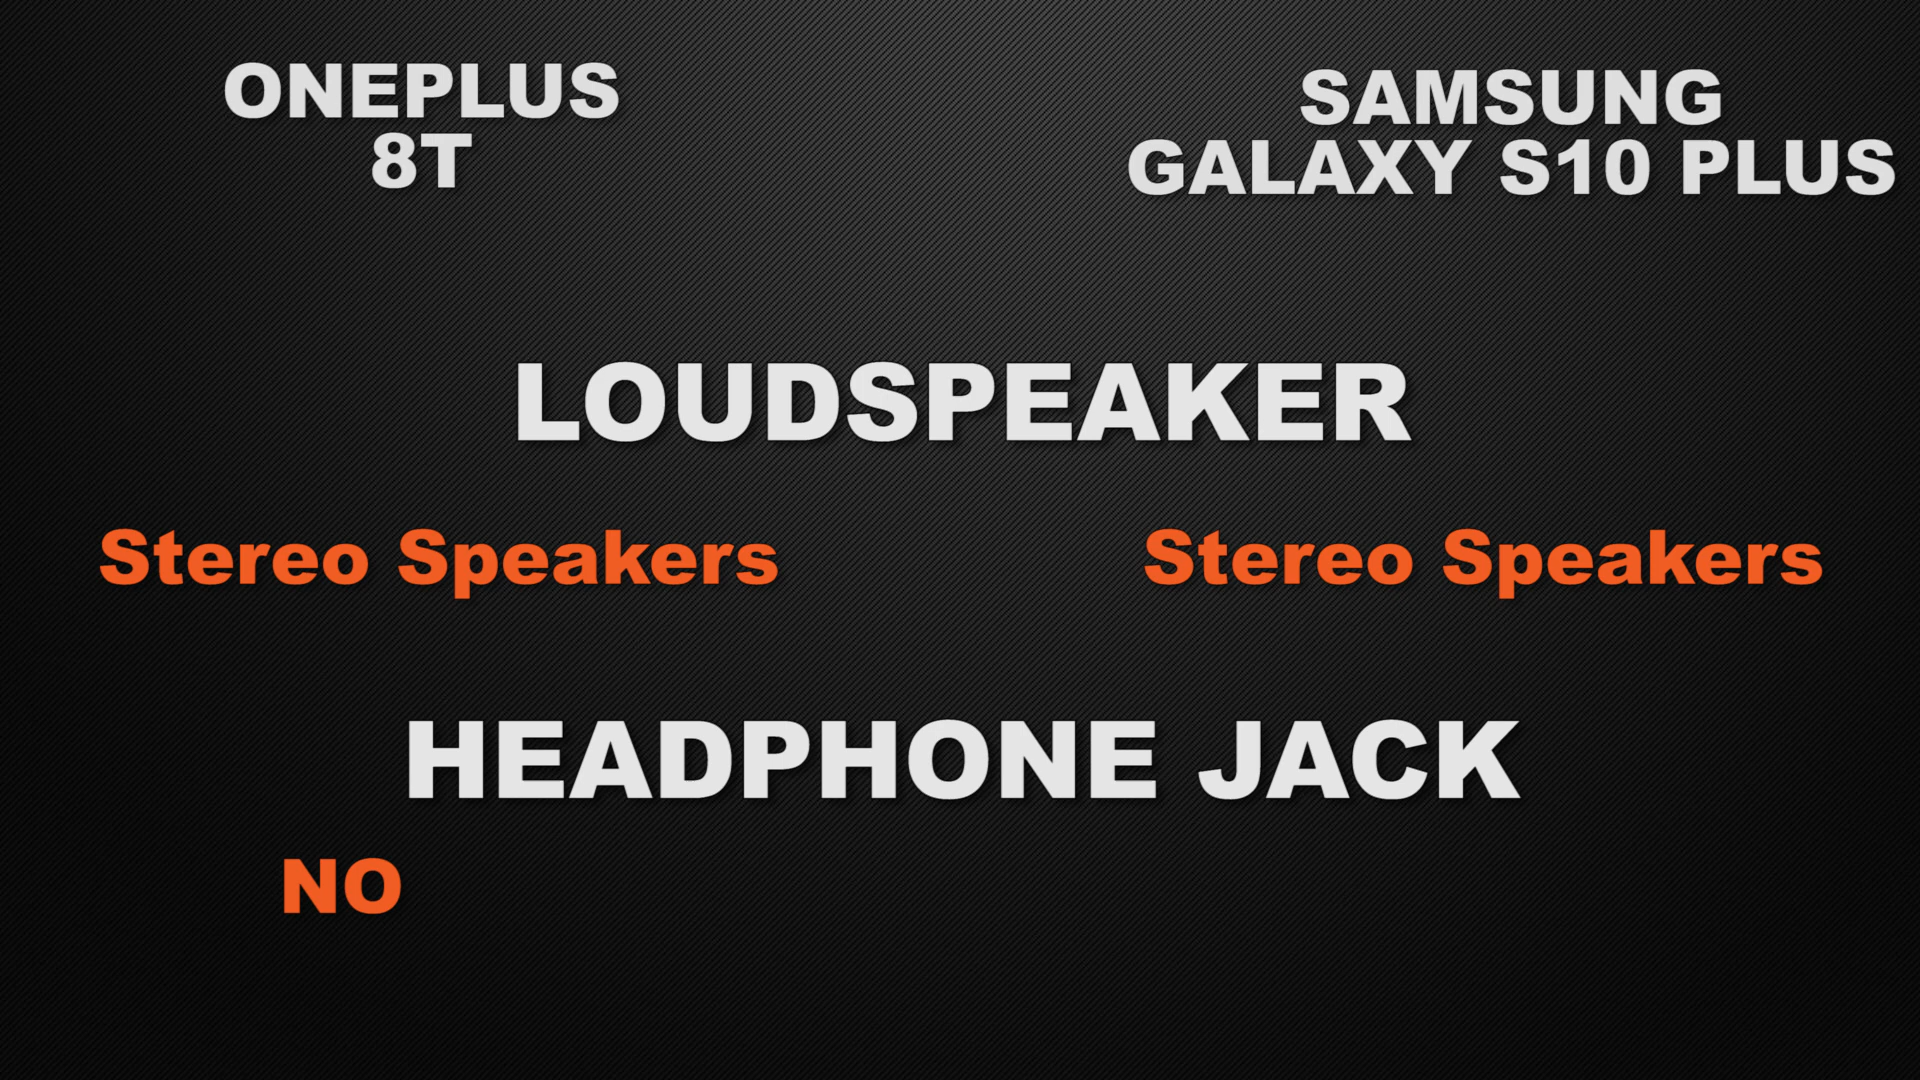 ONEPLUS
8T
SAMSUNG
GALAXY S10 PLUS
LOUDSPEAKER
Stereo Speakers
Stereo Speakers
HEADPHONE JACK
NO